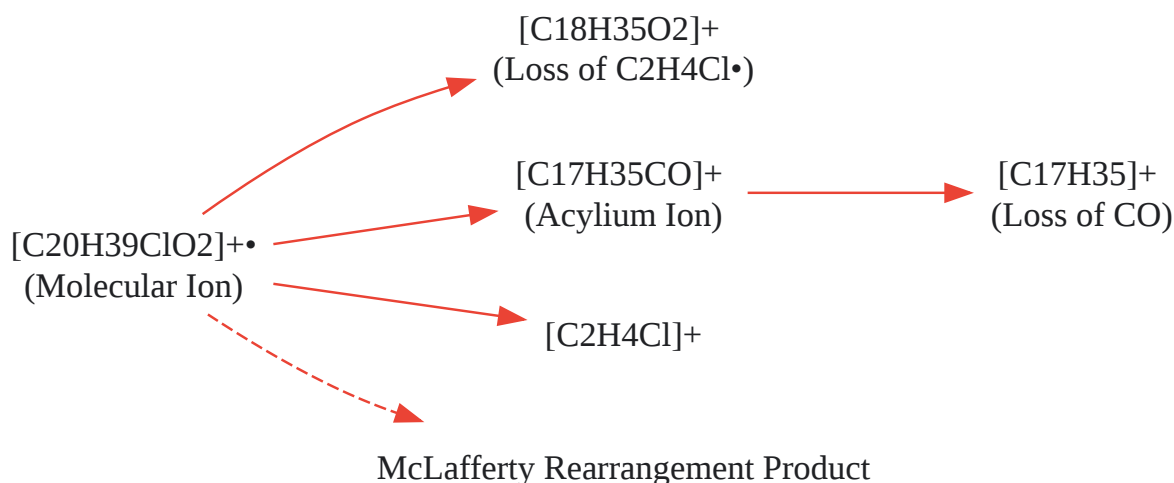 [C18H35O2]+
(Loss of C2H4Cl•)
[C17H35CO]+
(Acylium Ion)
[C17H35]+
(Loss of CO)
[C20H39ClO2]+•
(Molecular Ion)
[C2H4Cl]+
McLafferty Rearrangement Product